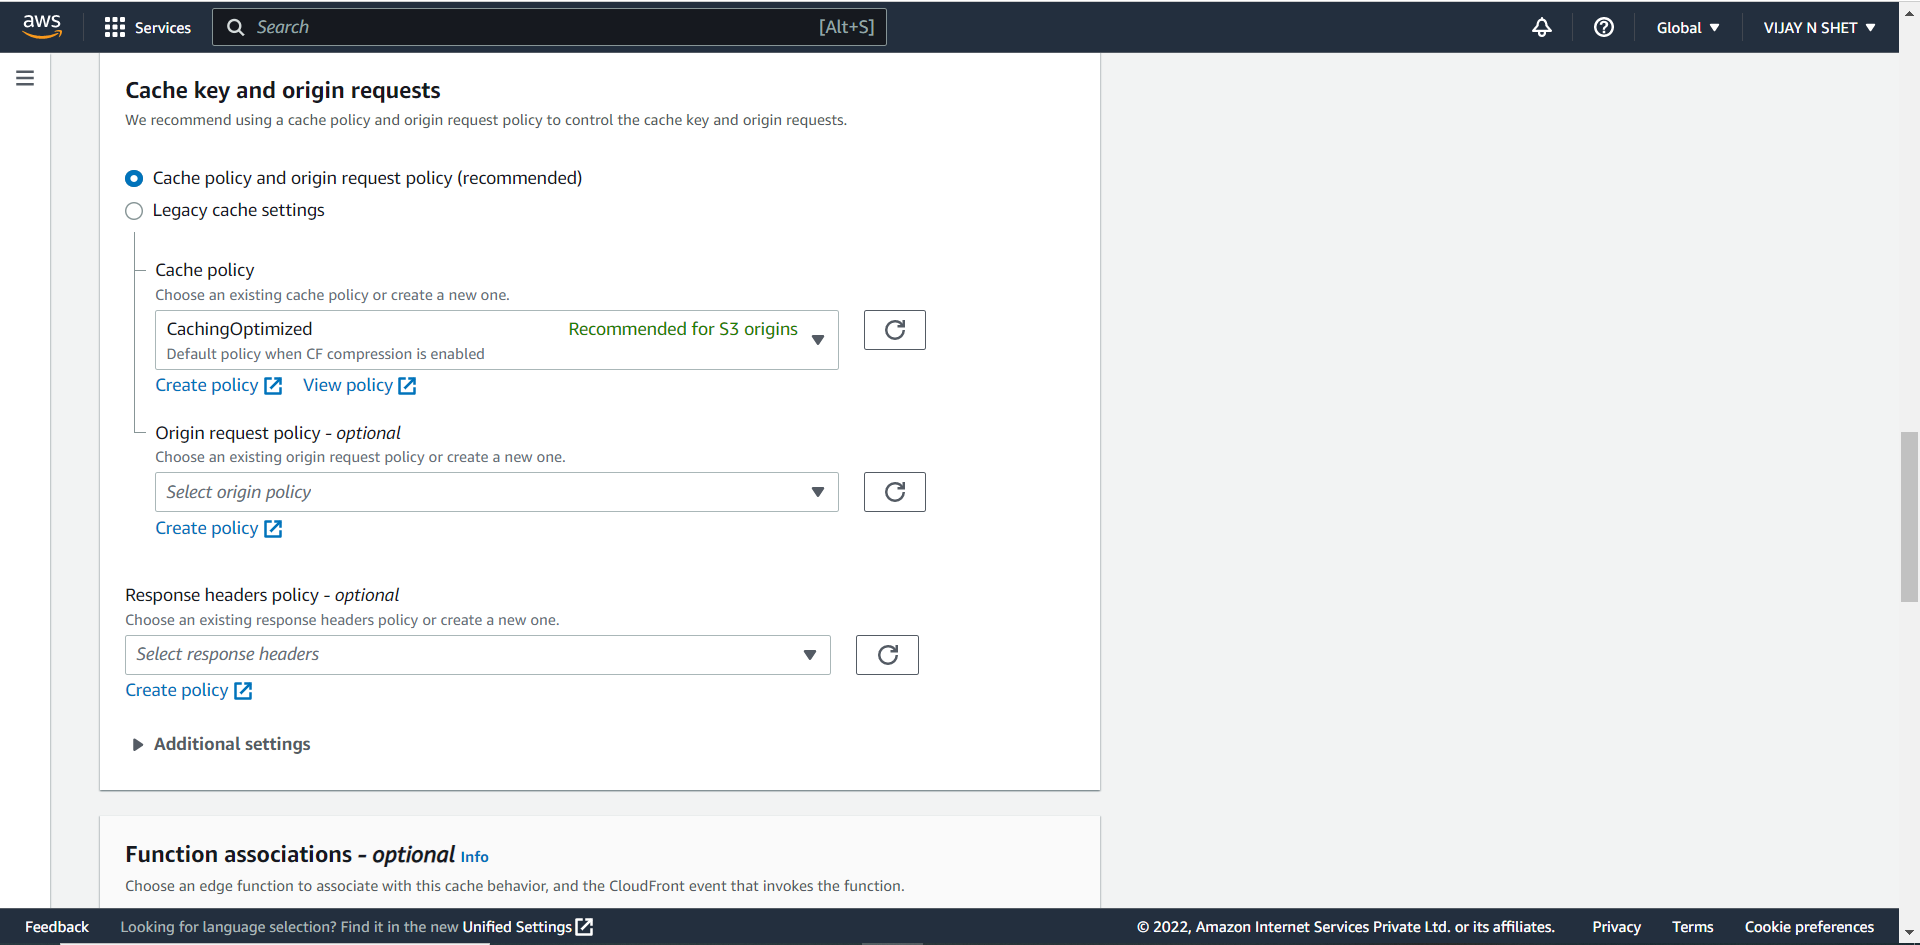 aws
Services
Search
[Alt+S]
Global
VIJAY N SHET
Cache key and origin requests
We recommend using a cache policy and origin request policy to control the cache key and origin requests.
Cache policy and origin request policy (recommended)
Legacy cache settings
Cache policy
Choose an existing cache policy or create a new one.
CachingOptimized
Recommended for S3 origins
Default policy when CF compression is enabled
Create policy
View policy
Origin request policy - optional
Choose an existing origin request policy or create a new one.
Select origin policy
Create policy
Response headers policy - optional
Choose an existing response headers policy or create a new one.
Select response headers
Create policy
Additional settings
Function associations - optional Info
Choose an edge function to associate with this cache behavior, and the CloudFront event that invokes the function.
Feedback
Looking for language selection? Find it in the new Unified Settings
© 2022, Amazon Internet Services Private Ltd. or its affiliates.
Privacy
Terms
Cookie preferences